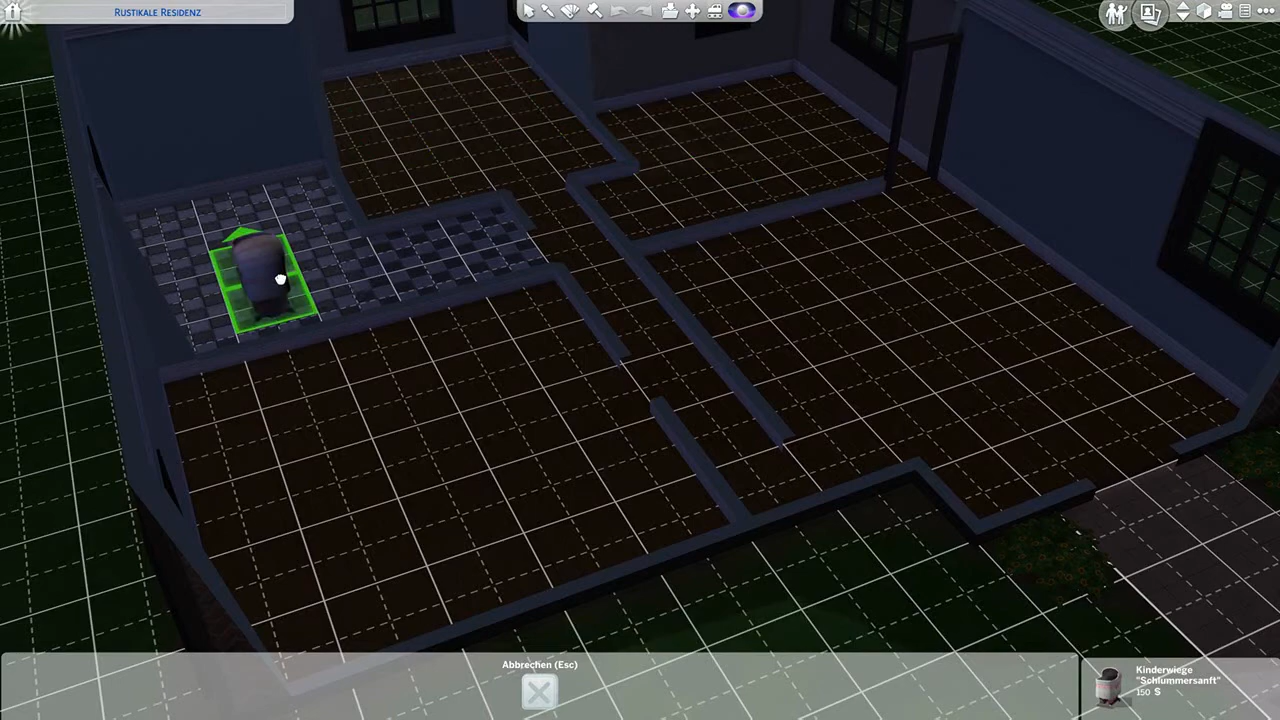 Rustikale Residenz
Abbrechen (Esc)
Kinderwiege
"Schlummersanft"
150 $